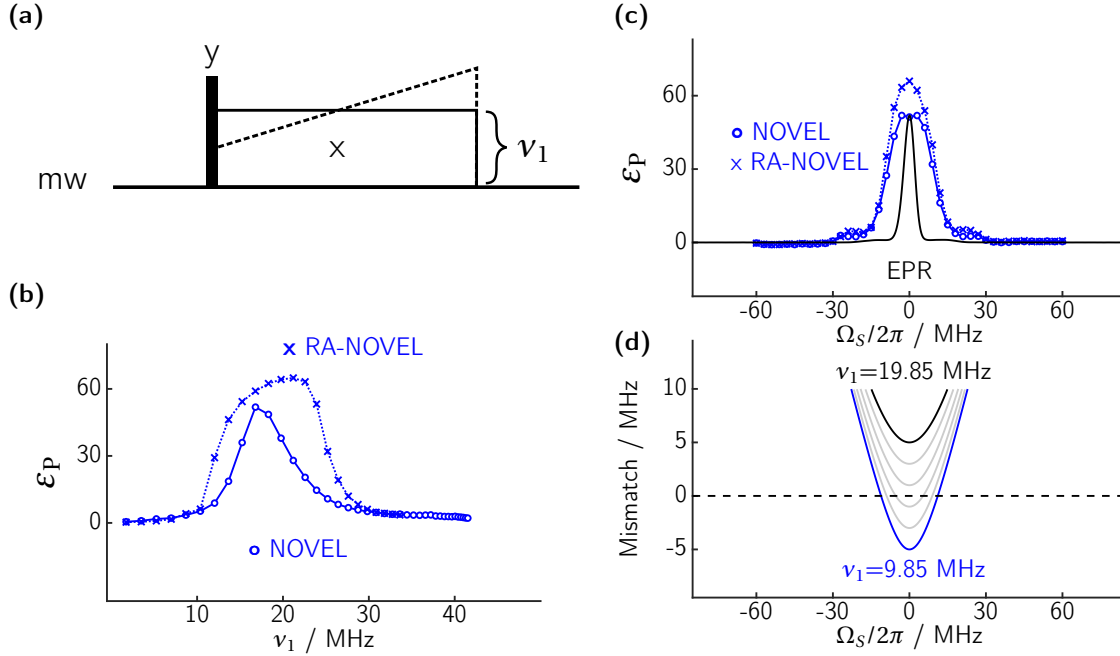 (a)
y
x
ν₁
mw
(b)
x RA-NOVEL
60
30
0
εP
NOVEL
10 20 30 40
ν₁ / MHz
(c)
60
30
0
εP
NOVEL
x RA-NOVEL
EPR
-60 -30 0 30 60
Ω_S/2π / MHz
(d)
ν₁=19.85 MHz
10
5
0
-5
Mismatch / MHz
ν₁=9.85 MHz
-60 -30 0 30 60
Ω_S/2π / MHz